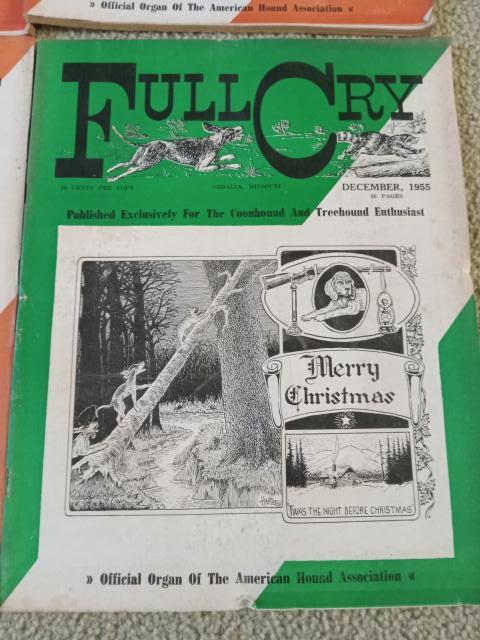 » Official Organ Of The American Hound Association «
FULL CRY
SEDALIA, MISSOURI
DECEMBER, 1955
Published Exclusively For The Coonhound And Treehound Enthusiast
Merry
Christmas
'TWAS THE NIGHT BEFORE CHRISTMAS'
» Official Organ Of The American Hound Association «